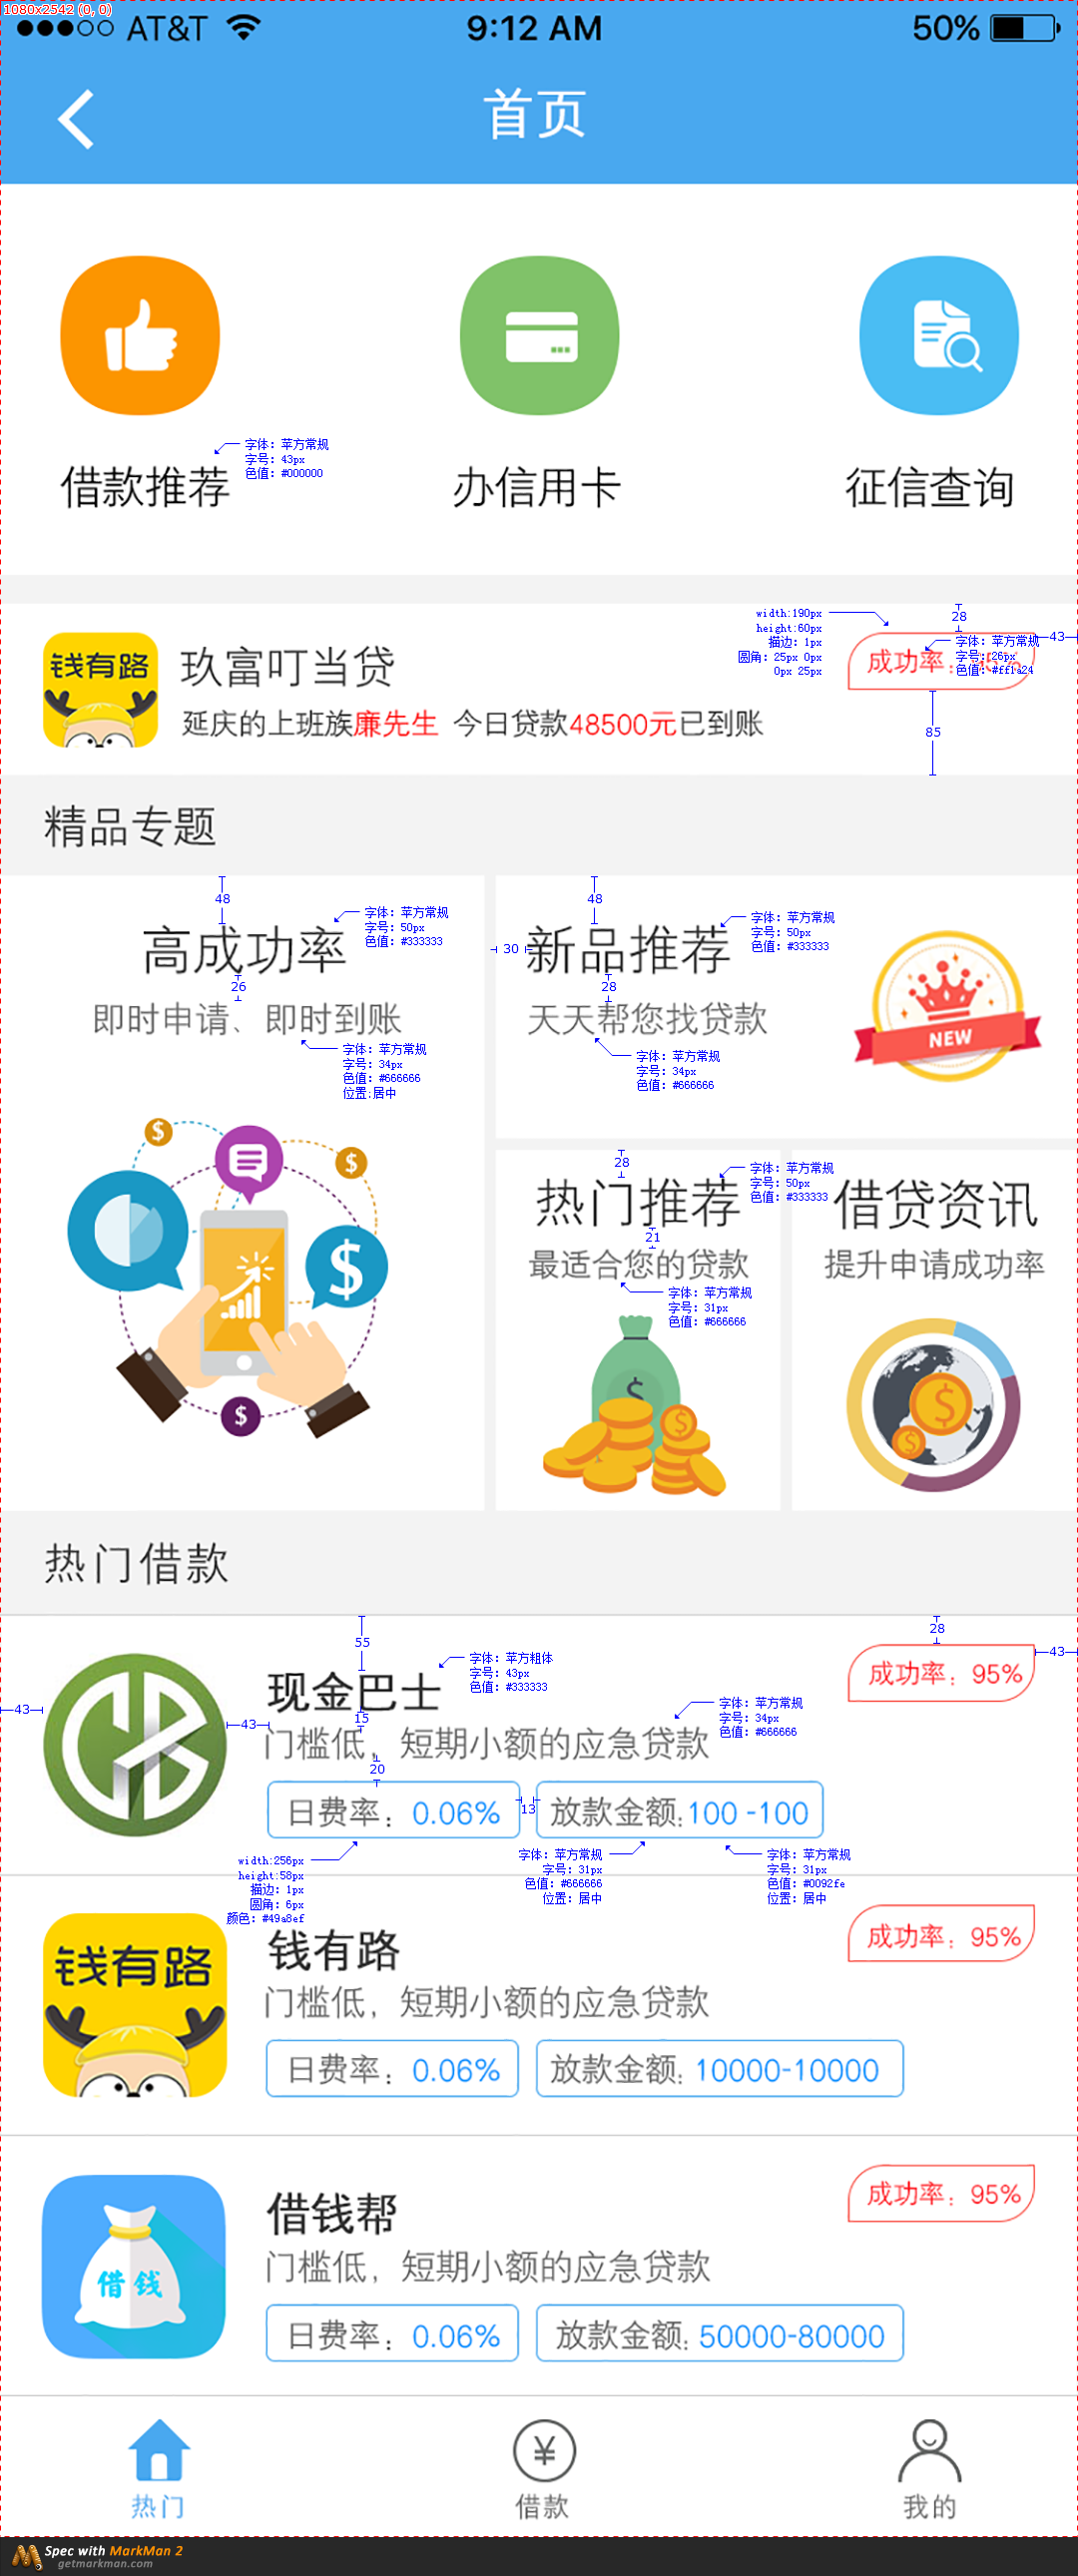 1080x2542 (0, 0)
AT&T 9:12 AM 50%
首页
字体: 苹方常规
字号: 43px
色值: #000000
借款推荐 办信用卡 征信查询
width:190px
height:60px
描边: 1px
圆角: 25px 0px
0px 25px
28
43
字体: 苹方常规
字号: 26px
色值: #ff1a24
钱有路
玖富叮当贷
成功率:
延庆的上班族廉先生 今日贷款48500元已到账
85
精品专题
48
字体: 苹方常规
字号: 50px
色值: #333333
高成功率
26
即时申请、即时到账
字体: 苹方常规
字号: 34px
色值: #666666
位置:居中
48
字体: 苹方常规
字号: 50px
色值: #333333
30
新品推荐
28
天天帮您找贷款
字体: 苹方常规
字号: 34px
色值: #666666
NEW
28
字体: 苹方常规
字号: 50px
色值: #333333
热门推荐
21
最适合您的贷款
字体: 苹方常规
字号: 31px
色值: #666666
借贷资讯
提升申请成功率
热门借款
55
28
43
字体: 苹方粗体
字号: 43px
色值: #333333
成功率: 95%
现金巴士
43
43
15
字体: 苹方常规
字号: 34px
色值: #666666
门槛低, 短期小额的应急贷款
20
日费率: 0.06%
13
放款金额:100 -100
width:256px
height:58px
描边: 1px
圆角: 6px
颜色: #49a8ef
字体: 苹方常规
字号: 31px
色值: #666666
位置: 居中
字体: 苹方常规
字号: 31px
色值: #0092fe
位置: 居中
钱有路
钱有路
成功率: 95%
门槛低, 短期小额的应急贷款
日费率: 0.06%
放款金额: 10000-10000
借钱
借钱帮
成功率: 95%
门槛低, 短期小额的应急贷款
日费率: 0.06%
放款金额: 50000-80000
热门 借款 我的
Spec with MarkMan 2
getmarkman.com